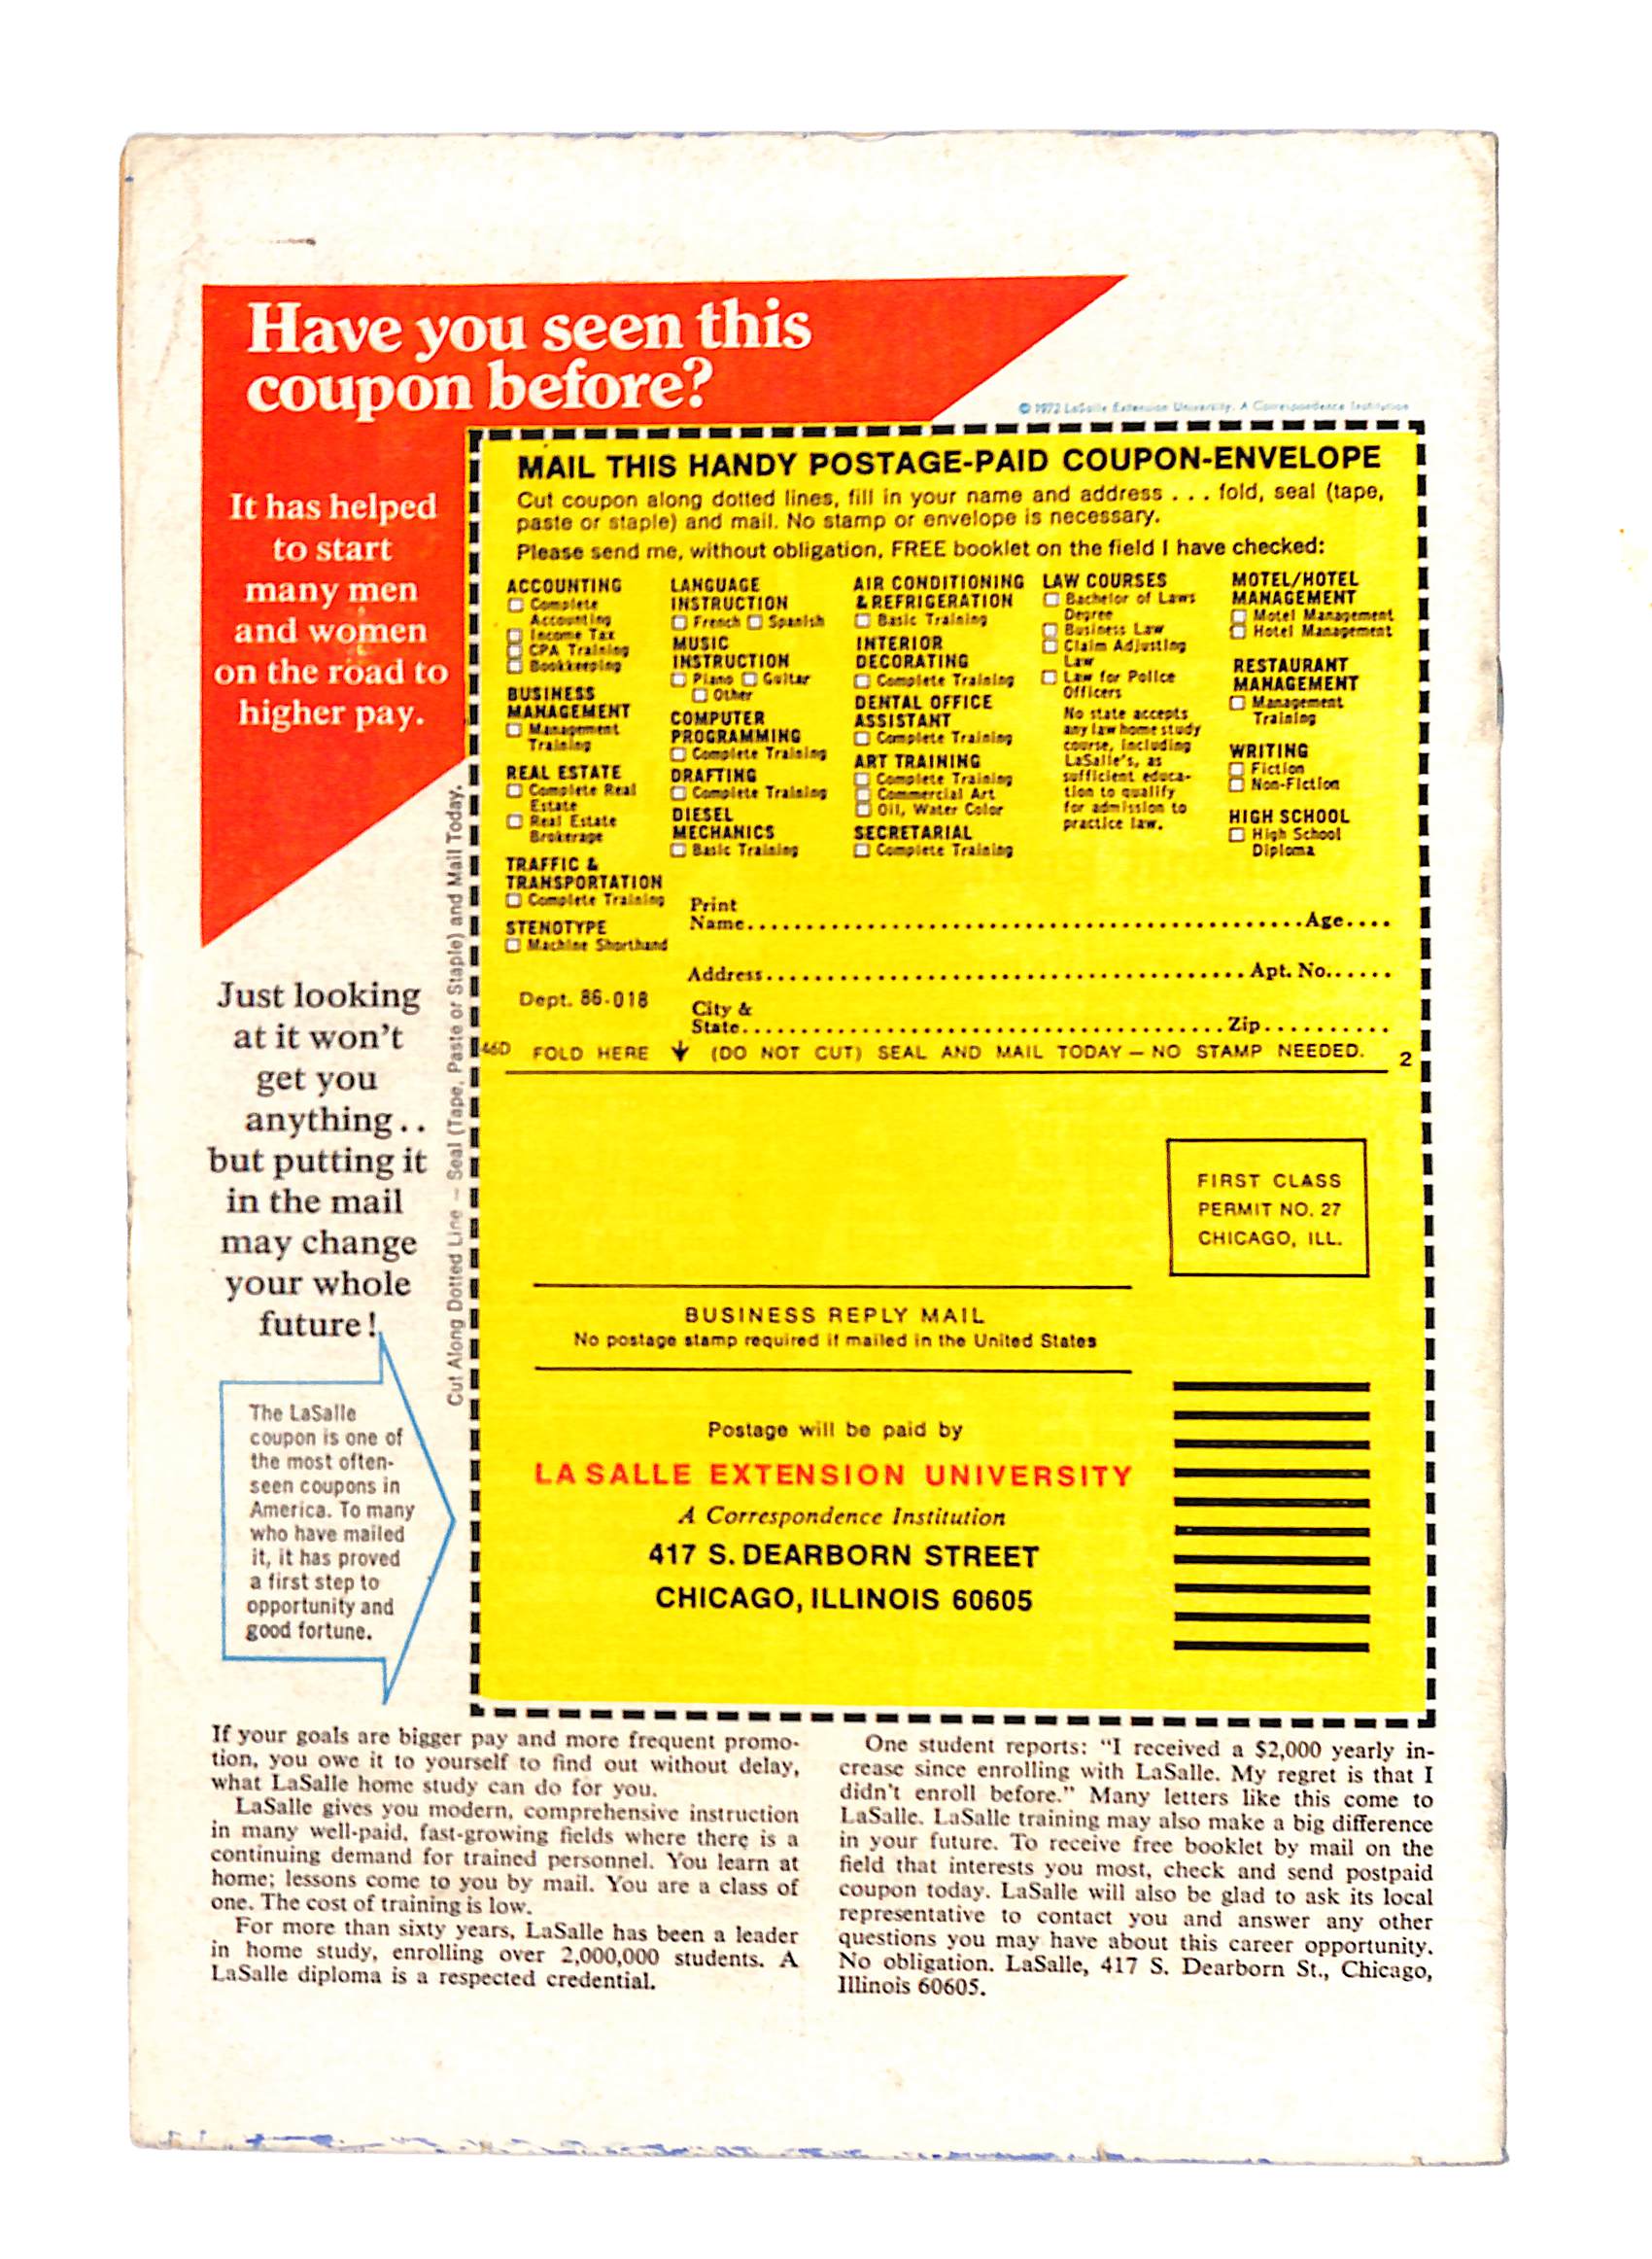 Have you seen this
coupon before?
© 1972 LaSalle Extension University. A Correspondence Institution
It has helped
to start
many men
and women
on the road to
higher pay.
Just looking
at it won't
get you
anything..
but putting it
in the mail
may change
your whole
future!
The LaSalle
coupon is one of
the most often-
seen coupons in
America. To many
who have mailed
it, it has proved
a first step to
opportunity and
good fortune.
Cut Along Dotted Line – Seal (Tape, Paste or Staple) and Mail Today.
MAIL THIS HANDY POSTAGE-PAID COUPON-ENVELOPE
Cut coupon along dotted lines, fill in your name and address . . . fold, seal (tape,
paste or staple) and mail. No stamp or envelope is necessary.
Please send me, without obligation, FREE booklet on the field I have checked:
ACCOUNTING
Complete
Accounting
Income Tax
CPA Training
Bookkeeping
BUSINESS
MANAGEMENT
Management
Training
REAL ESTATE
Complete Real
Estate
Real Estate
Brokerage
TRAFFIC &
TRANSPORTATION
Complete Training
STENOTYPE
Machine Shorthand
LANGUAGE
INSTRUCTION
French Spanish
MUSIC
INSTRUCTION
Piano Guitar
Other
COMPUTER
PROGRAMMING
Complete Training
DRAFTING
Complete Training
DIESEL
MECHANICS
Basic Training
AIR CONDITIONING
& REFRIGERATION
Basic Training
INTERIOR
DECORATING
Complete Training
DENTAL OFFICE
ASSISTANT
Complete Training
ART TRAINING
Complete Training
Commercial Art
Oil, Water Color
SECRETARIAL
Complete Training
LAW COURSES
Bachelor of Laws
Degree
Business Law
Claim Adjusting
Law
Law for Police
Officers
No state accepts
any law home study
course, including
LaSalle's, as
sufficient educa-
tion to qualify
for admission to
practice law.
MOTEL/HOTEL
MANAGEMENT
Motel Management
Hotel Management
RESTAURANT
MANAGEMENT
Management
Training
WRITING
Fiction
Non-Fiction
HIGH SCHOOL
High School
Diploma
Print
Name..........Age....
Address..........Apt. No......
Dept. 86-018
City &
State..........Zip..........
46D FOLD HERE ↓ (DO NOT CUT) SEAL AND MAIL TODAY – NO STAMP NEEDED. 2
FIRST CLASS
PERMIT NO. 27
CHICAGO, ILL.
BUSINESS REPLY MAIL
No postage stamp required if mailed in the United States
Postage will be paid by
LA SALLE EXTENSION UNIVERSITY
A Correspondence Institution
417 S. DEARBORN STREET
CHICAGO, ILLINOIS 60605
If your goals are bigger pay and more frequent promo-
tion, you owe it to yourself to find out without delay,
what LaSalle home study can do for you.
LaSalle gives you modern, comprehensive instruction
in many well-paid, fast-growing fields where there is a
continuing demand for trained personnel. You learn at
home; lessons come to you by mail. You are a class of
one. The cost of training is low.
For more than sixty years, LaSalle has been a leader
in home study, enrolling over 2,000,000 students. A
LaSalle diploma is a respected credential.
One student reports: "I received a $2,000 yearly in-
crease since enrolling with LaSalle. My regret is that I
didn't enroll before." Many letters like this come to
LaSalle. LaSalle training may also make a big difference
in your future. To receive free booklet by mail on the
field that interests you most, check and send postpaid
coupon today. LaSalle will also be glad to ask its local
representative to contact you and answer any other
questions you may have about this career opportunity.
No obligation. LaSalle, 417 S. Dearborn St., Chicago,
Illinois 60605.